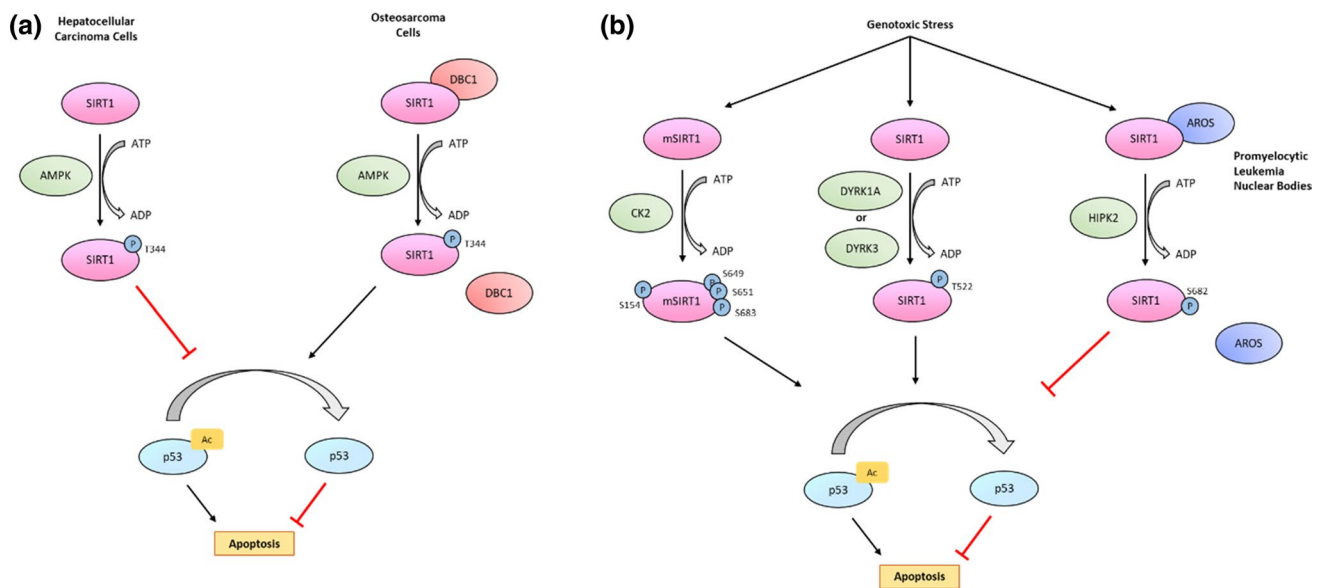 (a)
Hepatocellular
Carcinoma Cells
Osteosarcoma
Cells
SIRT1
DBC1
SIRT1
ATP
AMPK
ADP
ATP
AMPK
ADP
P
T344
SIRT1
P
T344
SIRT1
DBC1
Ac
p53
p53
Apoptosis
(b)
Genotoxic Stress
mSIRT1
SIRT1
AROS
SIRT1
Promyelocytic
Leukemia
Nuclear Bodies
ATP
CK2
ADP
ATP
DYRK1A
or
DYRK3
ADP
ATP
HIPK2
ADP
P
S154
mSIRT1
S649
P
S651
P
S683
P
P
T522
SIRT1
S682
P
SIRT1
AROS
Ac
p53
p53
Apoptosis